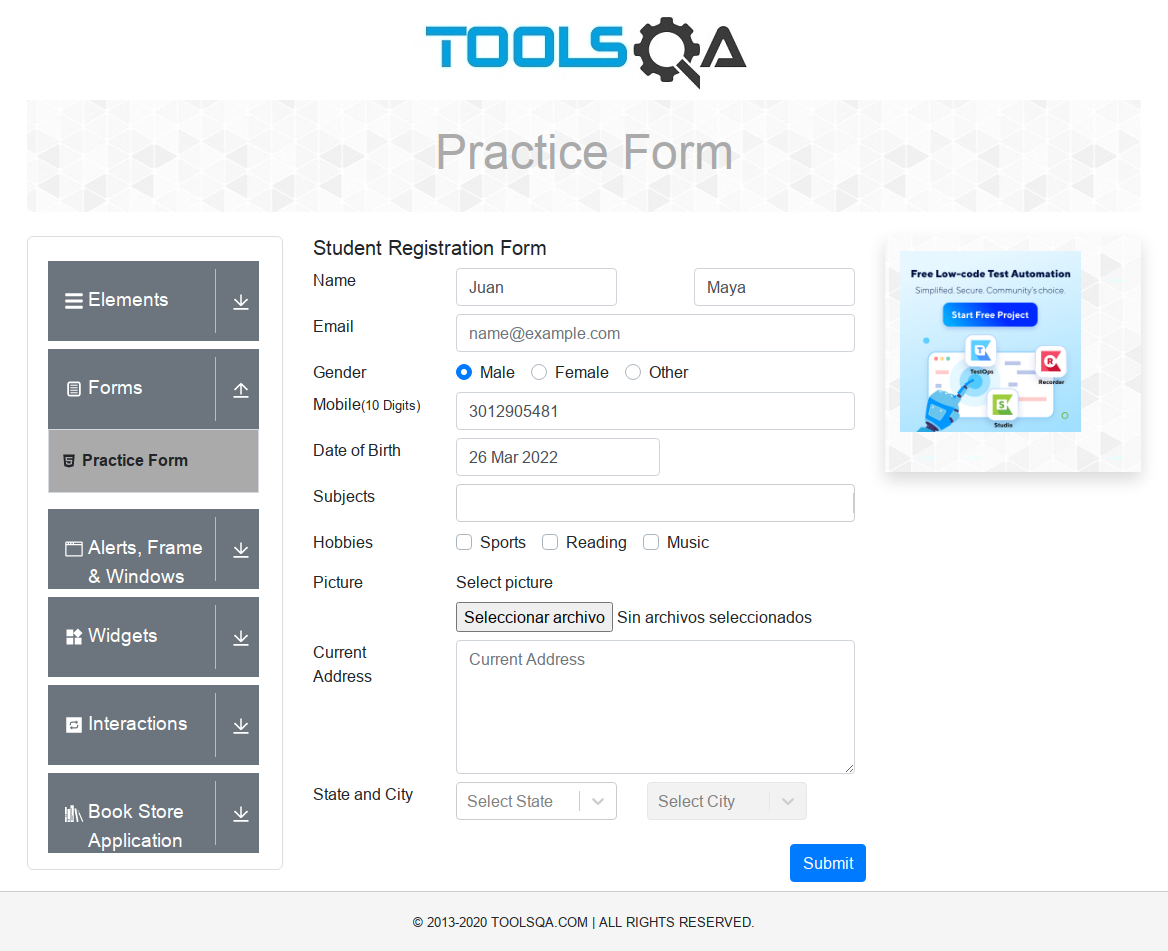 TOOLSQA
Practice Form
Elements
Forms
Practice Form
Alerts, Frame
& Windows
Widgets
Interactions
Book Store
Application
Student Registration Form
Name Juan Maya
Email name@example.com
Gender Male Female Other
Mobile(10 Digits) 3012905481
Date of Birth 26 Mar 2022
Subjects
Hobbies Sports Reading Music
Picture Select picture
Seleccionar archivo Sin archivos seleccionados
Current
Address
Current Address
State and City Select State Select City
Submit
Free Low-code Test Automation
Simplified. Secure. Community's choice.
Start Free Project
TestOps
Recorder
Studio
© 2013-2020 TOOLSQA.COM | ALL RIGHTS RESERVED.